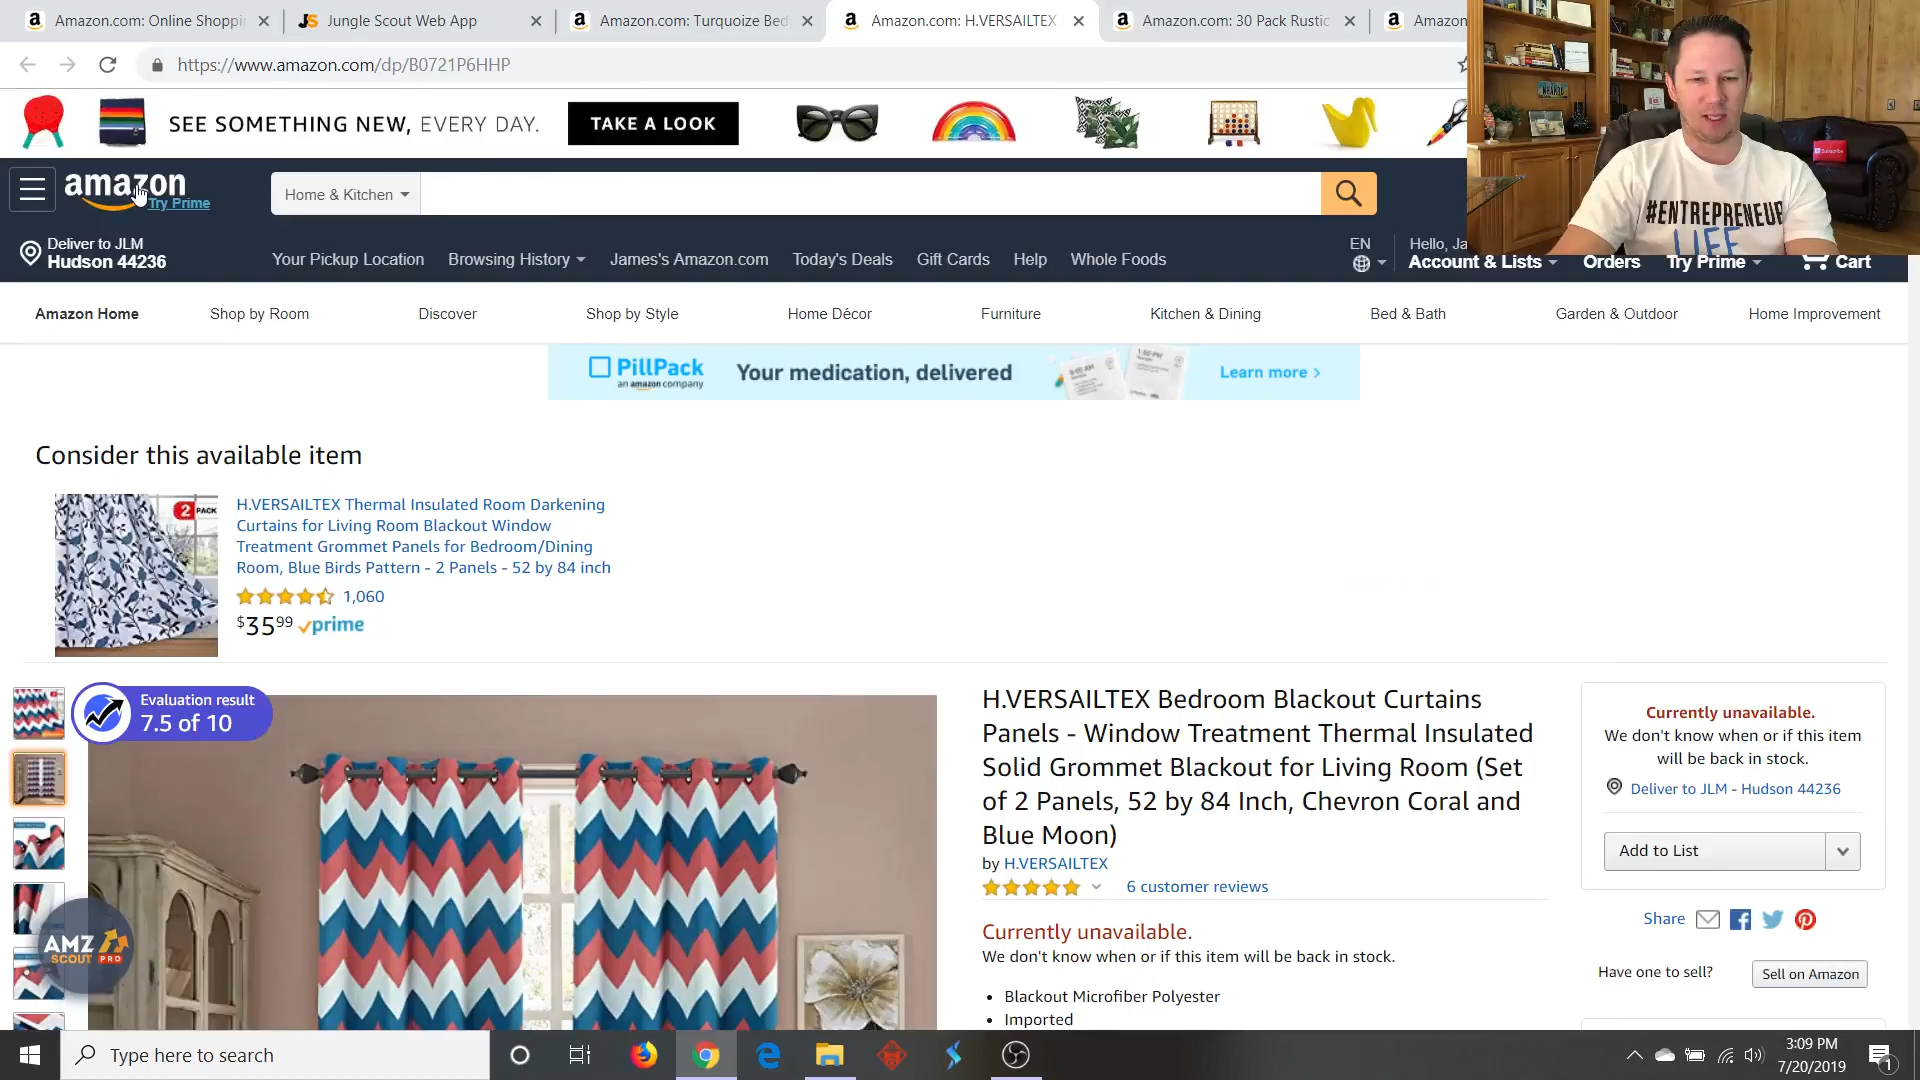 Amazon.com: Online Shoppi
Jungle Scout Web App
Amazon.com: Turquoize Bed
Amazon.com: H.VERSAILTEX
Amazon.com: 30 Pack Rustic
Amazon
https://www.amazon.com/dp/B0721P6HHP
SEE SOMETHING NEW, EVERY DAY.
TAKE A LOOK
amazon
Try Prime
Home & Kitchen
#ENTREPRENEUR
LIFE
Subscribe
Deliver to JLM
Hudson 44236
Your Pickup Location
Browsing History
James's Amazon.com
Today's Deals
Gift Cards
Help
Whole Foods
EN
Hello, Ja
Account & Lists
Orders
Try Prime
Cart
Amazon Home
Shop by Room
Discover
Shop by Style
Home Décor
Furniture
Kitchen & Dining
Bed & Bath
Garden & Outdoor
Home Improvement
PillPack
an amazon company
Your medication, delivered
Learn more ›
Consider this available item
2 PACK
H.VERSAILTEX Thermal Insulated Room Darkening
Curtains for Living Room Blackout Window
Treatment Grommet Panels for Bedroom/Dining
Room, Blue Birds Pattern - 2 Panels - 52 by 84 inch
1,060
$35 99 prime
Evaluation result
7.5 of 10
AMZ
SCOUT PRO
H.VERSAILTEX Bedroom Blackout Curtains
Panels - Window Treatment Thermal Insulated
Solid Grommet Blackout for Living Room (Set
of 2 Panels, 52 by 84 Inch, Chevron Coral and
Blue Moon)
by H.VERSAILTEX
6 customer reviews
Currently unavailable.
We don't know when or if this item will be back in stock.
• Blackout Microfiber Polyester
• Imported
Currently unavailable.
We don't know when or if this item
will be back in stock.
Deliver to JLM - Hudson 44236
Add to List
Share
Have one to sell?
Sell on Amazon
Type here to search
3:09 PM
7/20/2019
1